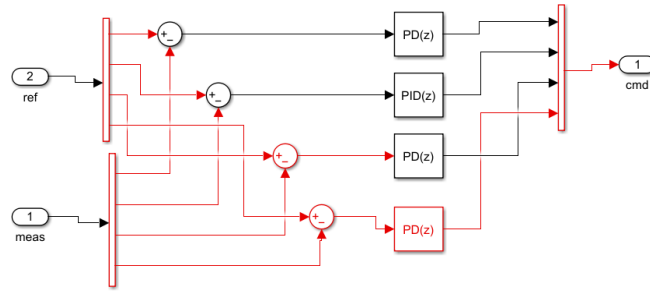 +
−
PD(z)
2
ref
+
−
PID(z)
1
cmd
+
−
PD(z)
1
meas
+
−
PD(z)